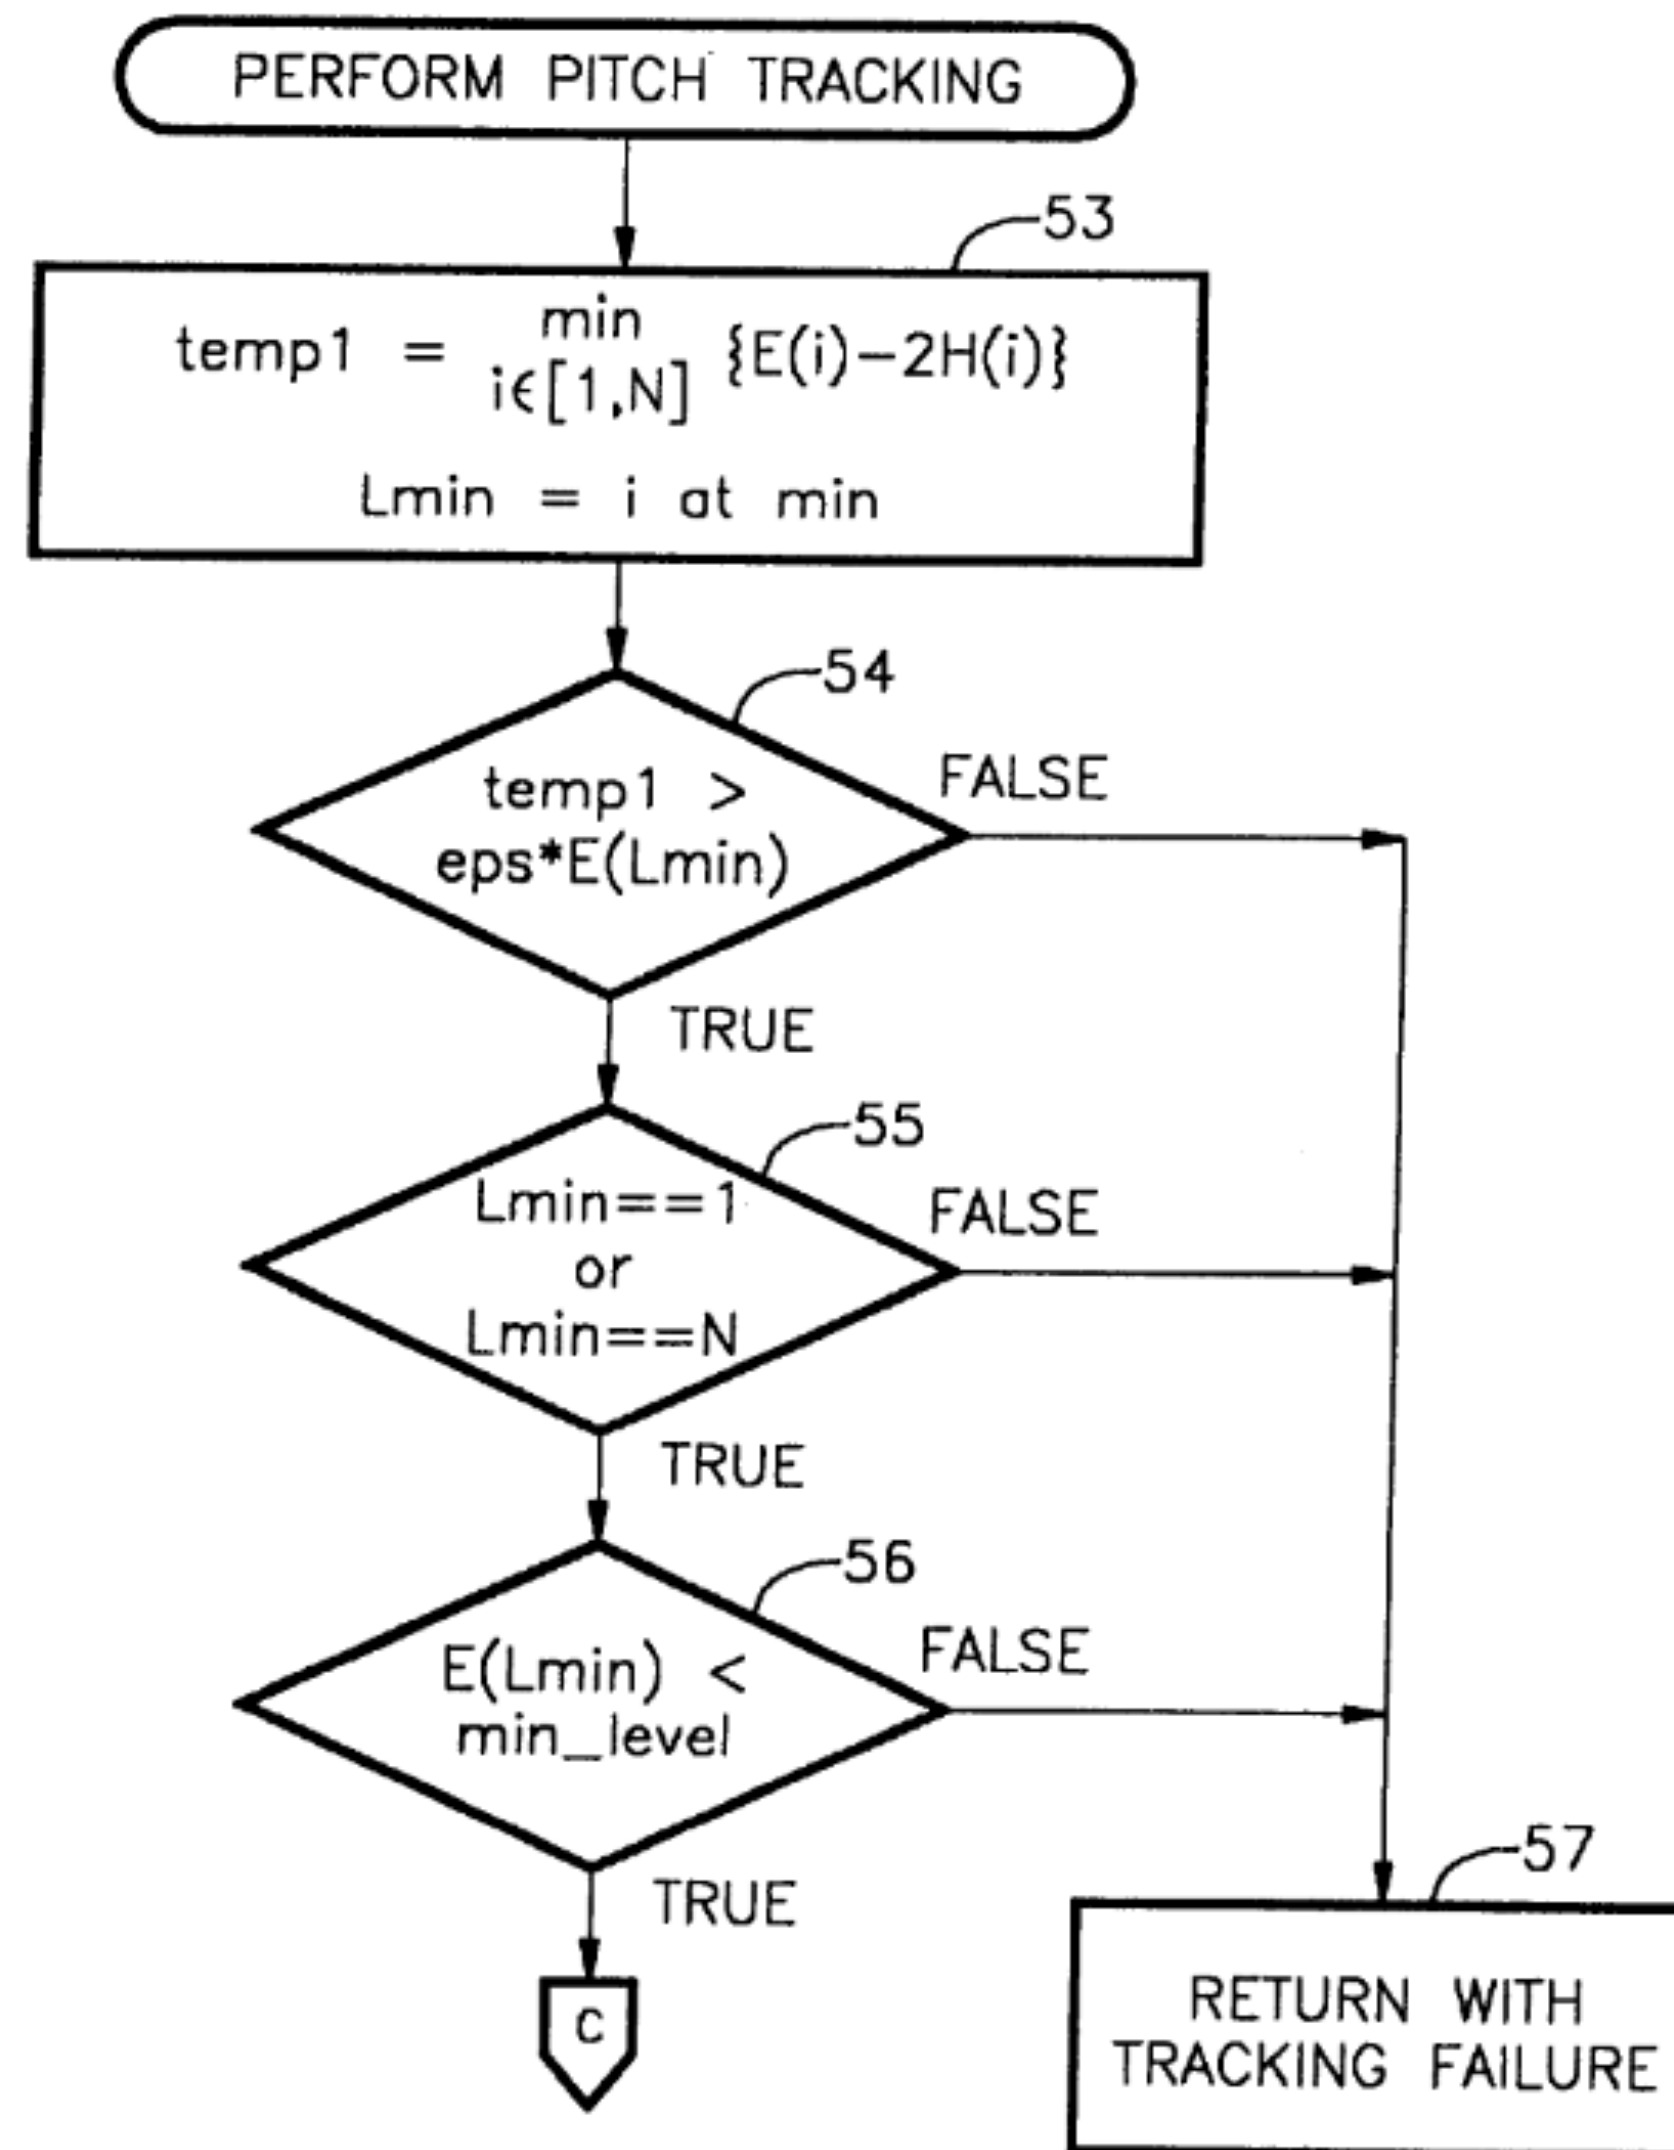 PERFORM PITCH TRACKING
53
temp1 = min {E(i)-2H(i)}
i∈[1,N]
Lmin = i at min
54
temp1 >
eps*E(Lmin)
FALSE
TRUE
55
Lmin==1
or
Lmin==N
FALSE
TRUE
56
E(Lmin) <
min_level
FALSE
TRUE
C
57
RETURN WITH
TRACKING FAILURE